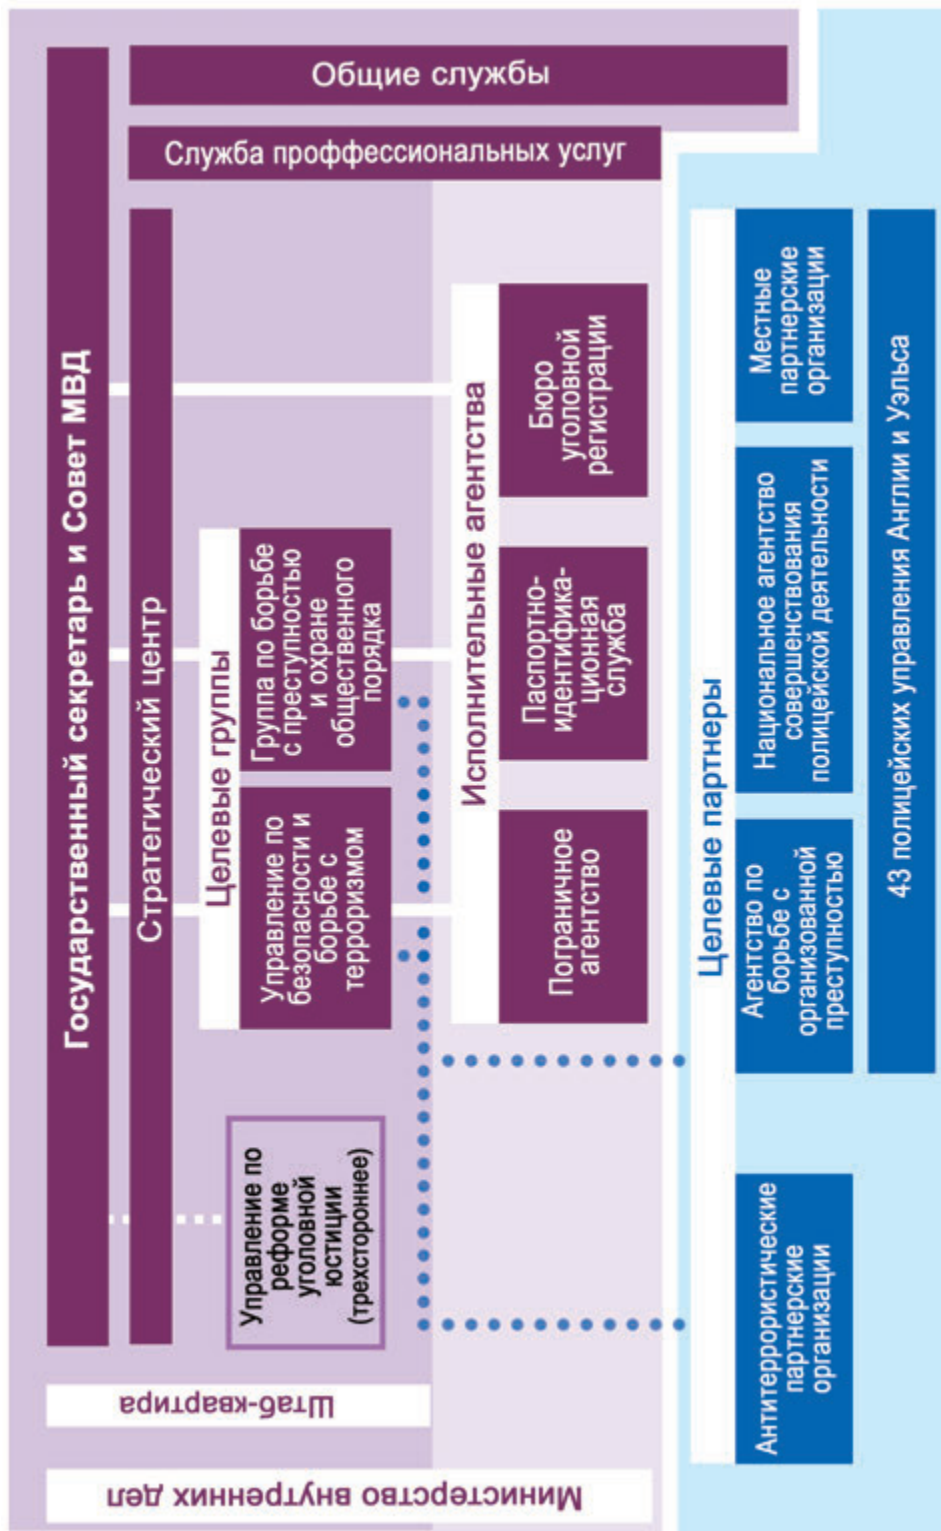 Министерство внутренних дел
Штаб-квартира
Государственный секретарь и Совет МВД
Стратегический центр
Общие службы
Служба проффессиональных услуг
Управление по
реформе
уголовной
юстиции
(трехстороннее)
Целевые группы
Управление по
безопасности и
борьбе с
терроризмом
Группа по борьбе
с преступностью
и охране
общественного
порядка
Исполнительные агентства
Пограничное
агентство
Паспортно-
идентифика-
ционная
служба
Бюро
уголовной
регистрации
Целевые партнеры
Антитеррористические
партнерские
организации
Агентство по
борьбе с
организованной
преступностью
Национальное агентство
совершенствования
полицейской деятельности
Местные
партнерские
организации
43 полицейских управления Англии и Уэльса